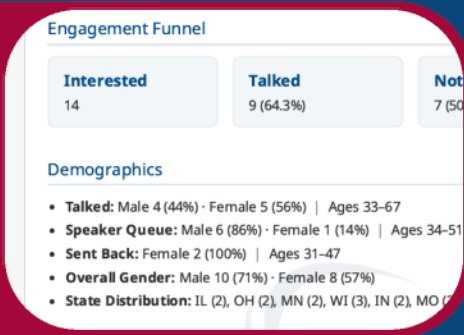 Engagement Funnel
Interested Talked Not
14 9 (64.3%) 7 (50
Demographics
• Talked: Male 4 (44%) · Female 5 (56%) | Ages 33–67
• Speaker Queue: Male 6 (86%) · Female 1 (14%) | Ages 34–51
• Sent Back: Female 2 (100%) | Ages 31–47
• Overall Gender: Male 10 (71%) · Female 8 (57%)
• State Distribution: IL (2), OH (2), MN (2), WI (3), IN (2), MO